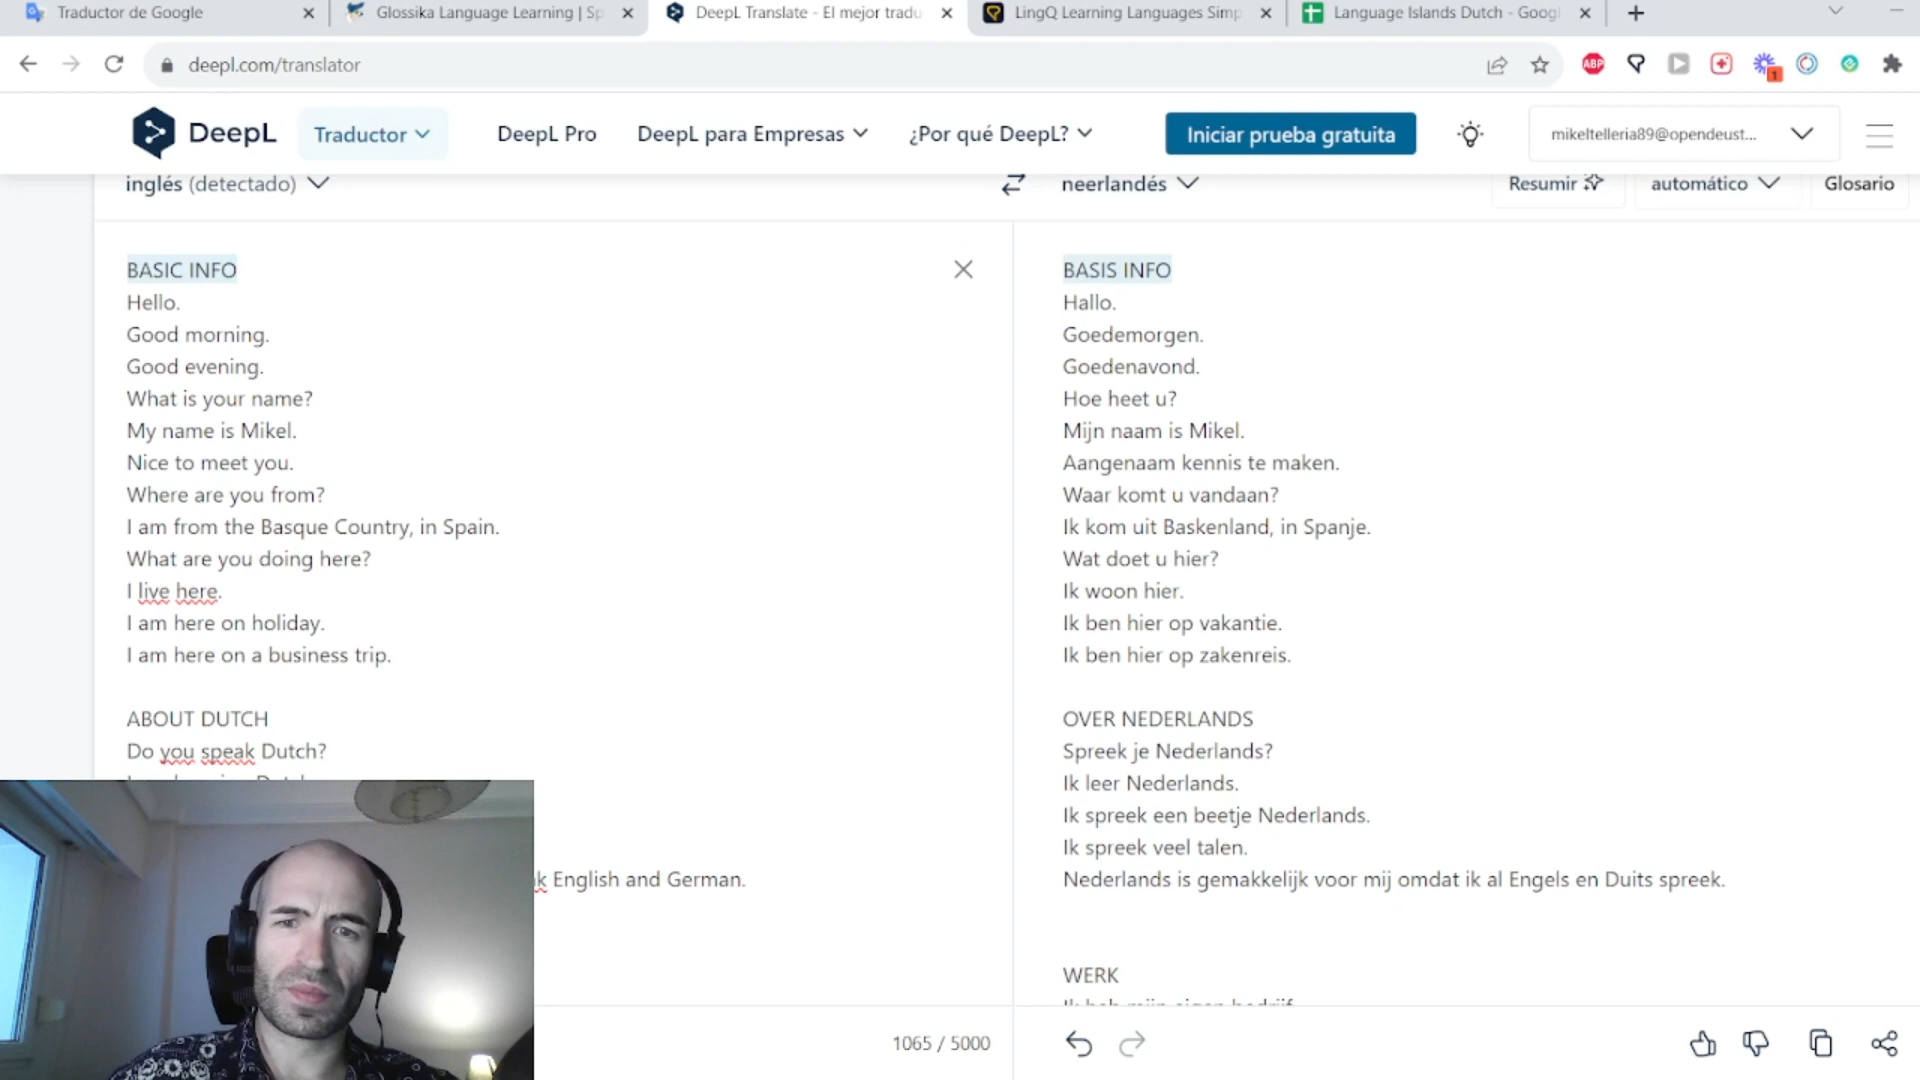 Traductor de Google
Glossika Language Learning | Sp
DeepL Translate - El mejor tradu
LingQ Learning Languages Simp
Language Islands Dutch - Googl
deepl.com/translator
ABP
1
DeepL
Traductor
DeepL Pro
DeepL para Empresas
¿Por qué DeepL?
Iniciar prueba gratuita
mikeltelleria89@opendeust...
inglés (detectado)
neerlandés
Resumir
automático
Glosario
BASIC INFO
Hello.
Good morning.
Good evening.
What is your name?
My name is Mikel.
Nice to meet you.
Where are you from?
I am from the Basque Country, in Spain.
What are you doing here?
I live here.
I am here on holiday.
I am here on a business trip.
ABOUT DUTCH
Do you speak Dutch?
k English and German.
1065 / 5000
BASIS INFO
Hallo.
Goedemorgen.
Goedenavond.
Hoe heet u?
Mijn naam is Mikel.
Aangenaam kennis te maken.
Waar komt u vandaan?
Ik kom uit Baskenland, in Spanje.
Wat doet u hier?
Ik woon hier.
Ik ben hier op vakantie.
Ik ben hier op zakenreis.
OVER NEDERLANDS
Spreek je Nederlands?
Ik leer Nederlands.
Ik spreek een beetje Nederlands.
Ik spreek veel talen.
Nederlands is gemakkelijk voor mij omdat ik al Engels en Duits spreek.
WERK
Ik heb mijn eigen bedrijf